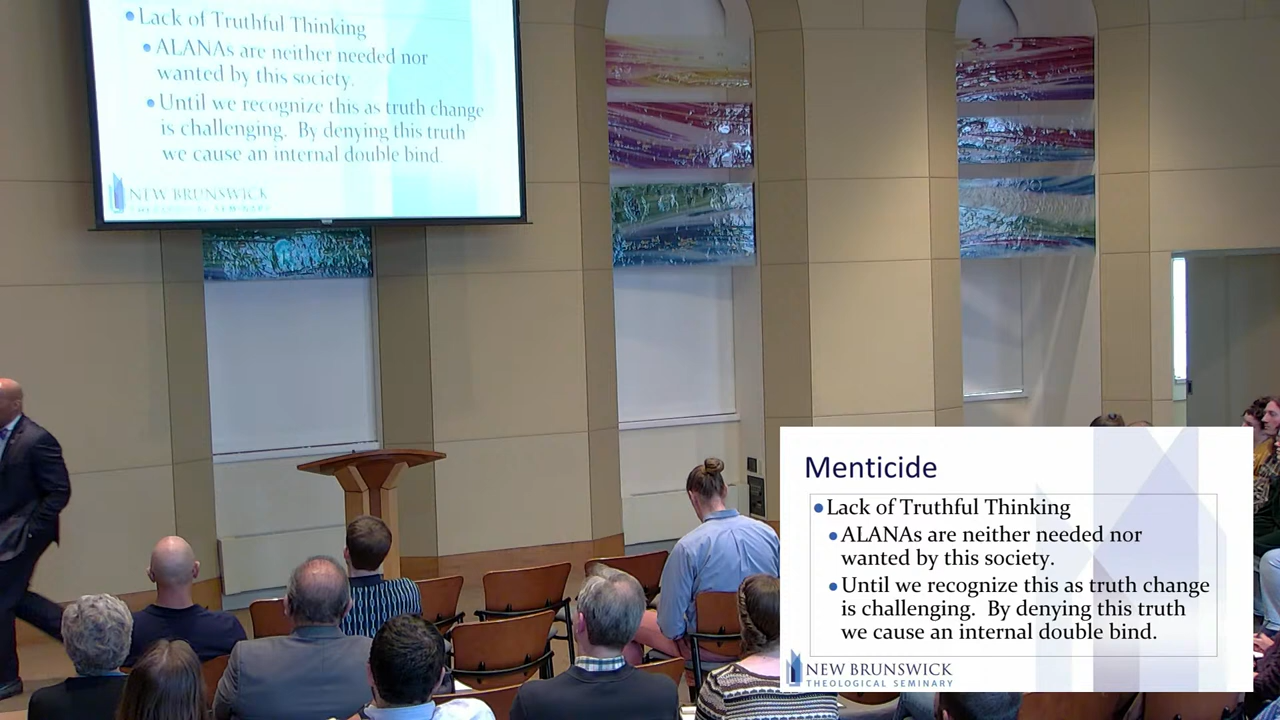 Lack of Truthful Thinking
ALANAs are neither needed nor
wanted by this society.
Until we recognize this as truth change
is challenging. By denying this truth
we cause an internal double bind.
NEW BRUNSWICK
THEOLOGICAL SEMINARY
Menticide
Lack of Truthful Thinking
ALANAs are neither needed nor
wanted by this society.
Until we recognize this as truth change
is challenging. By denying this truth
we cause an internal double bind.
NEW BRUNSWICK
THEOLOGICAL SEMINARY